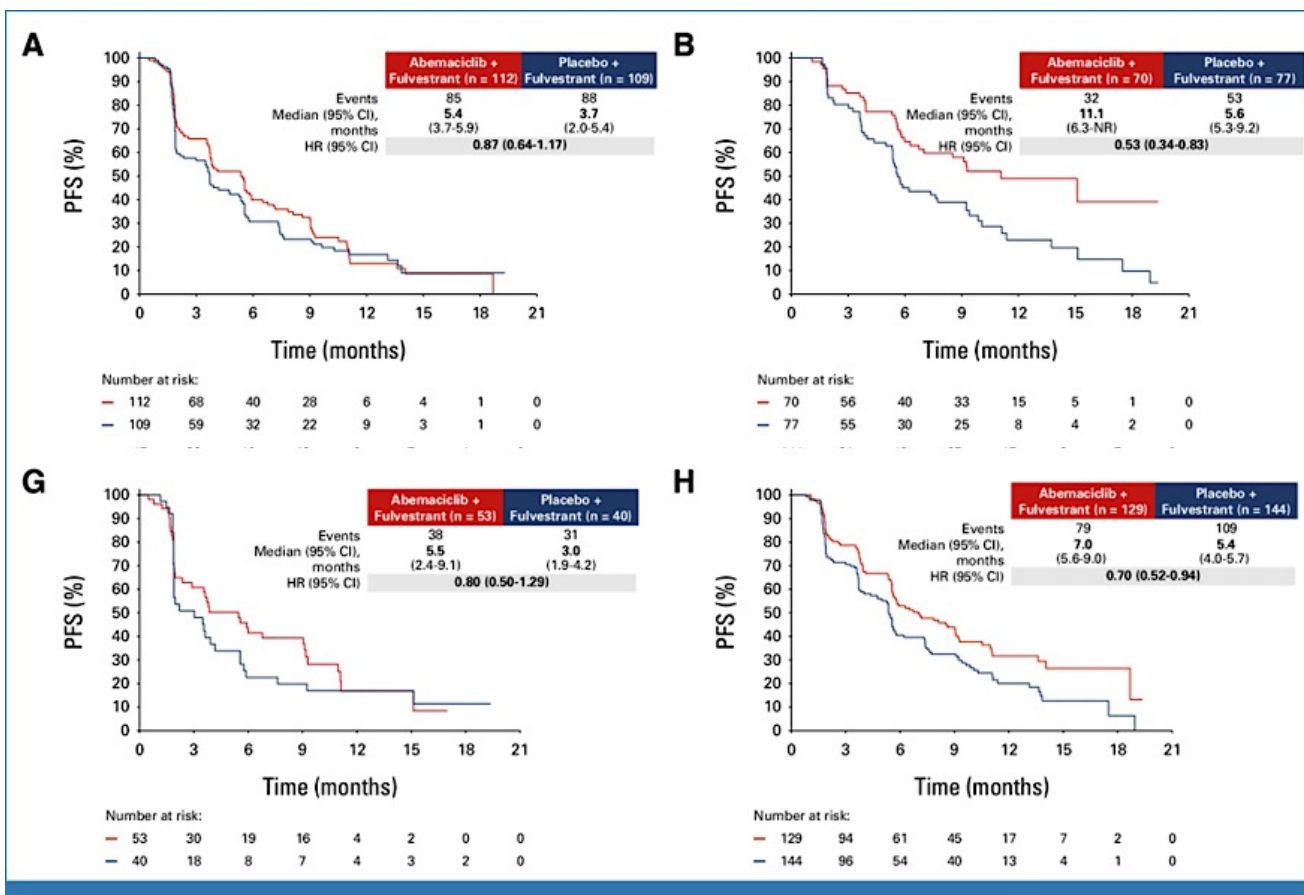 A
Abemaciclib + Fulvestrant (n = 112) Placebo + Fulvestrant (n = 109)
Events 85 88
Median (95% CI), months 5.4 (3.7-5.9) 3.7 (2.0-5.4)
HR (95% CI) 0.87 (0.64-1.17)
PFS (%)
100
90
80
70
60
50
40
30
20
10
0
0 3 6 9 12 15 18 21
Time (months)
Number at risk:
112 68 40 28 6 4 1 0
109 59 32 22 9 3 1 0
B
Abemaciclib + Fulvestrant (n = 70) Placebo + Fulvestrant (n = 77)
Events 32 53
Median (95% CI), months 11.1 (6.3-NR) 5.6 (5.3-9.2)
HR (95% CI) 0.53 (0.34-0.83)
PFS (%)
100
90
80
70
60
50
40
30
20
10
0
0 3 6 9 12 15 18 21
Time (months)
Number at risk:
70 56 40 33 15 5 1 0
77 55 30 25 8 4 2 0
G
Abemaciclib + Fulvestrant (n = 53) Placebo + Fulvestrant (n = 40)
Events 38 31
Median (95% CI), months 5.5 (2.4-9.1) 3.0 (1.9-4.2)
HR (95% CI) 0.80 (0.50-1.29)
PFS (%)
100
90
80
70
60
50
40
30
20
10
0
0 3 6 9 12 15 18 21
Time (months)
Number at risk:
53 30 19 16 4 2 0 0
40 18 8 7 4 3 2 0
H
Abemaciclib + Fulvestrant (n = 129) Placebo + Fulvestrant (n = 144)
Events 79 109
Median (95% CI), months 7.0 (5.6-9.0) 5.4 (4.0-5.7)
HR (95% CI) 0.70 (0.52-0.94)
PFS (%)
100
90
80
70
60
50
40
30
20
10
0
0 3 6 9 12 15 18 21
Time (months)
Number at risk:
129 94 61 45 17 7 2 0
144 96 54 40 13 4 1 0